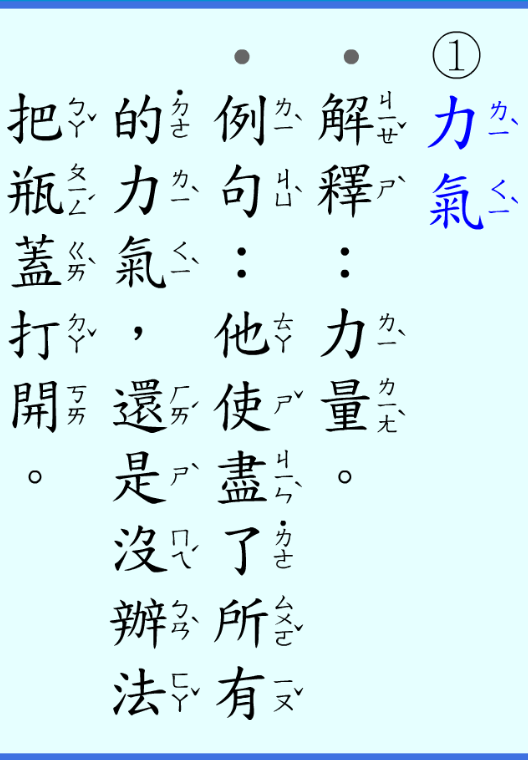 ①力氣
解釋：力量。
例句：他使盡了所有
的力氣，還是沒辦法
把瓶蓋打開。